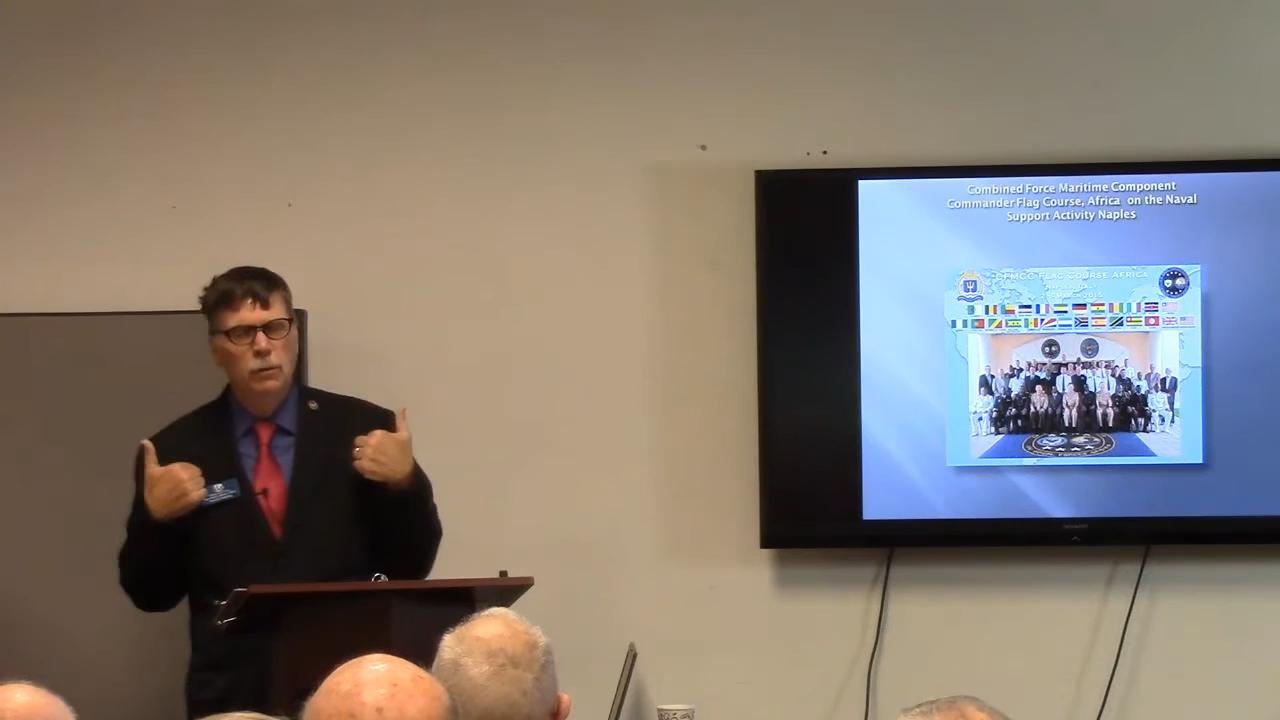 Combined Force Maritime Component
Commander Flag Course, Africa on the Naval
Support Activity Naples
CFMCC FLAG COURSE AFRICA